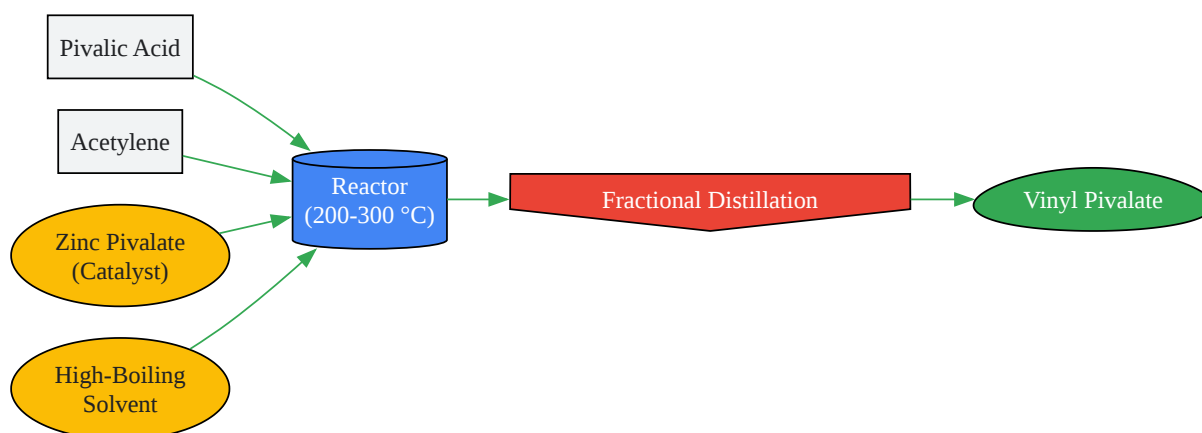 Pivalic Acid
Acetylene
Zinc Pivalate
(Catalyst)
High-Boiling
Solvent
Reactor
(200-300 °C)
Fractional Distillation
Vinyl Pivalate